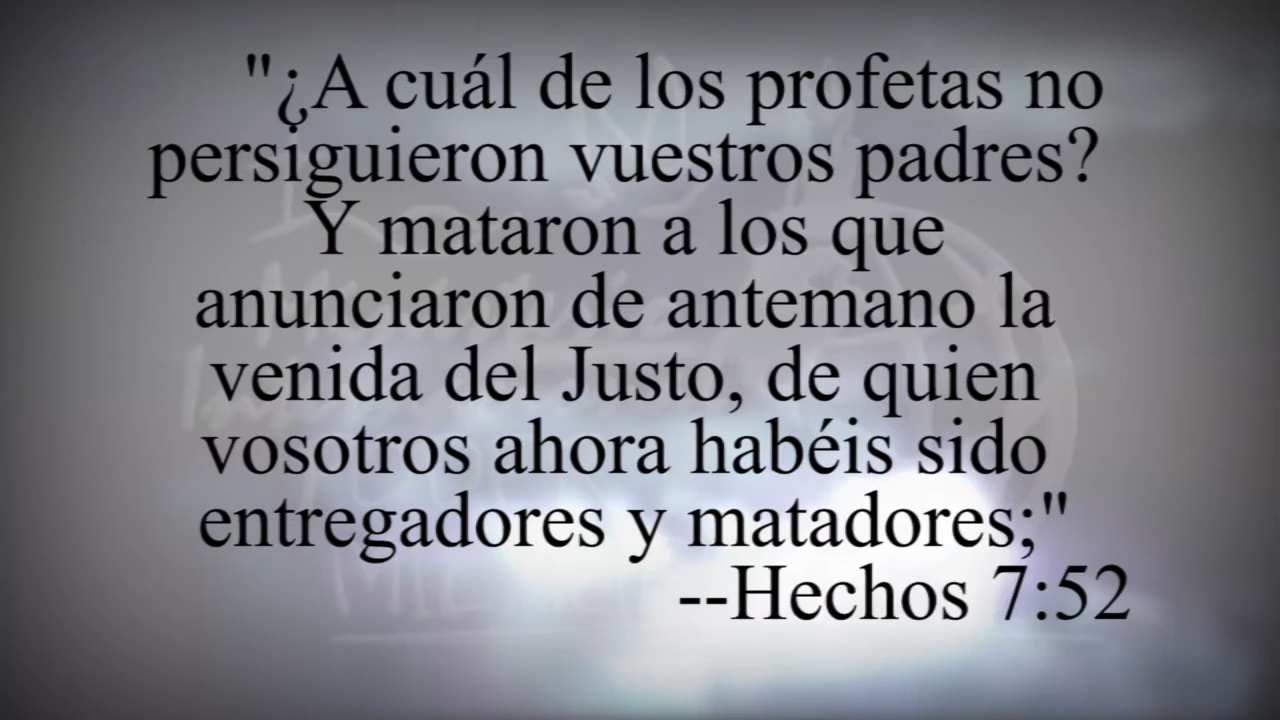 "¿A cuál de los profetas no
persiguieron vuestros padres?
Y mataron a los que
anunciaron de antemano la
venida del Justo, de quien
vosotros ahora habéis sido
entregadores y matadores;"
--Hechos 7:52